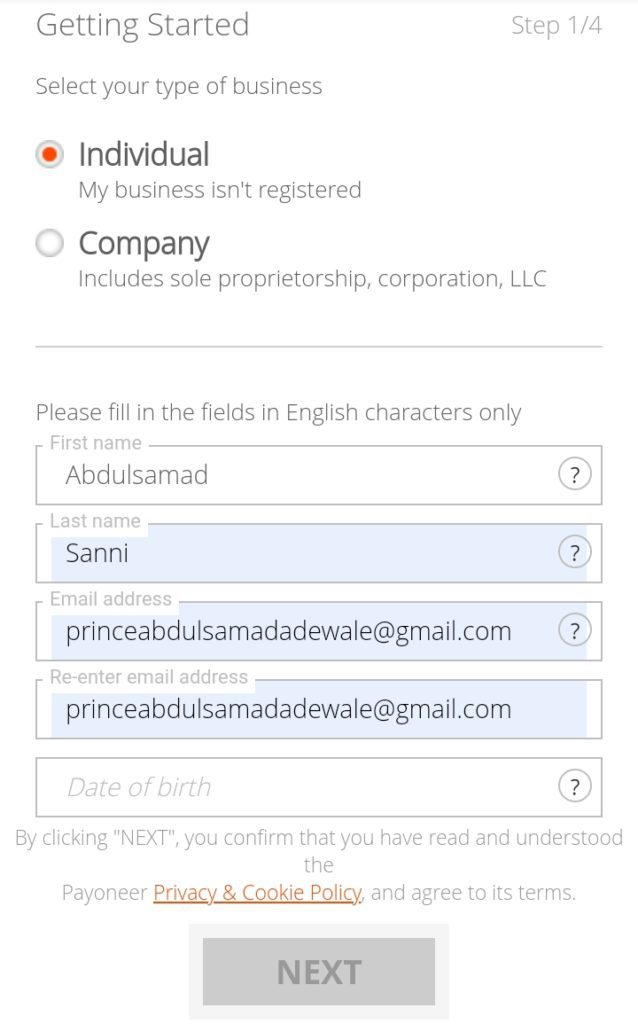 Getting Started
Step 1/4
Select your type of business
Individual
My business isn't registered
Company
Includes sole proprietorship, corporation, LLC
Please fill in the fields in English characters only
First name
Abdulsamad
?
Last name
Sanni
?
Email address
princeabdulsamadadewale@gmail.com
?
Re-enter email address
princeabdulsamadadewale@gmail.com
Date of birth
?
By clicking "NEXT", you confirm that you have read and understood
the
Payoneer Privacy & Cookie Policy, and agree to its terms.
NEXT